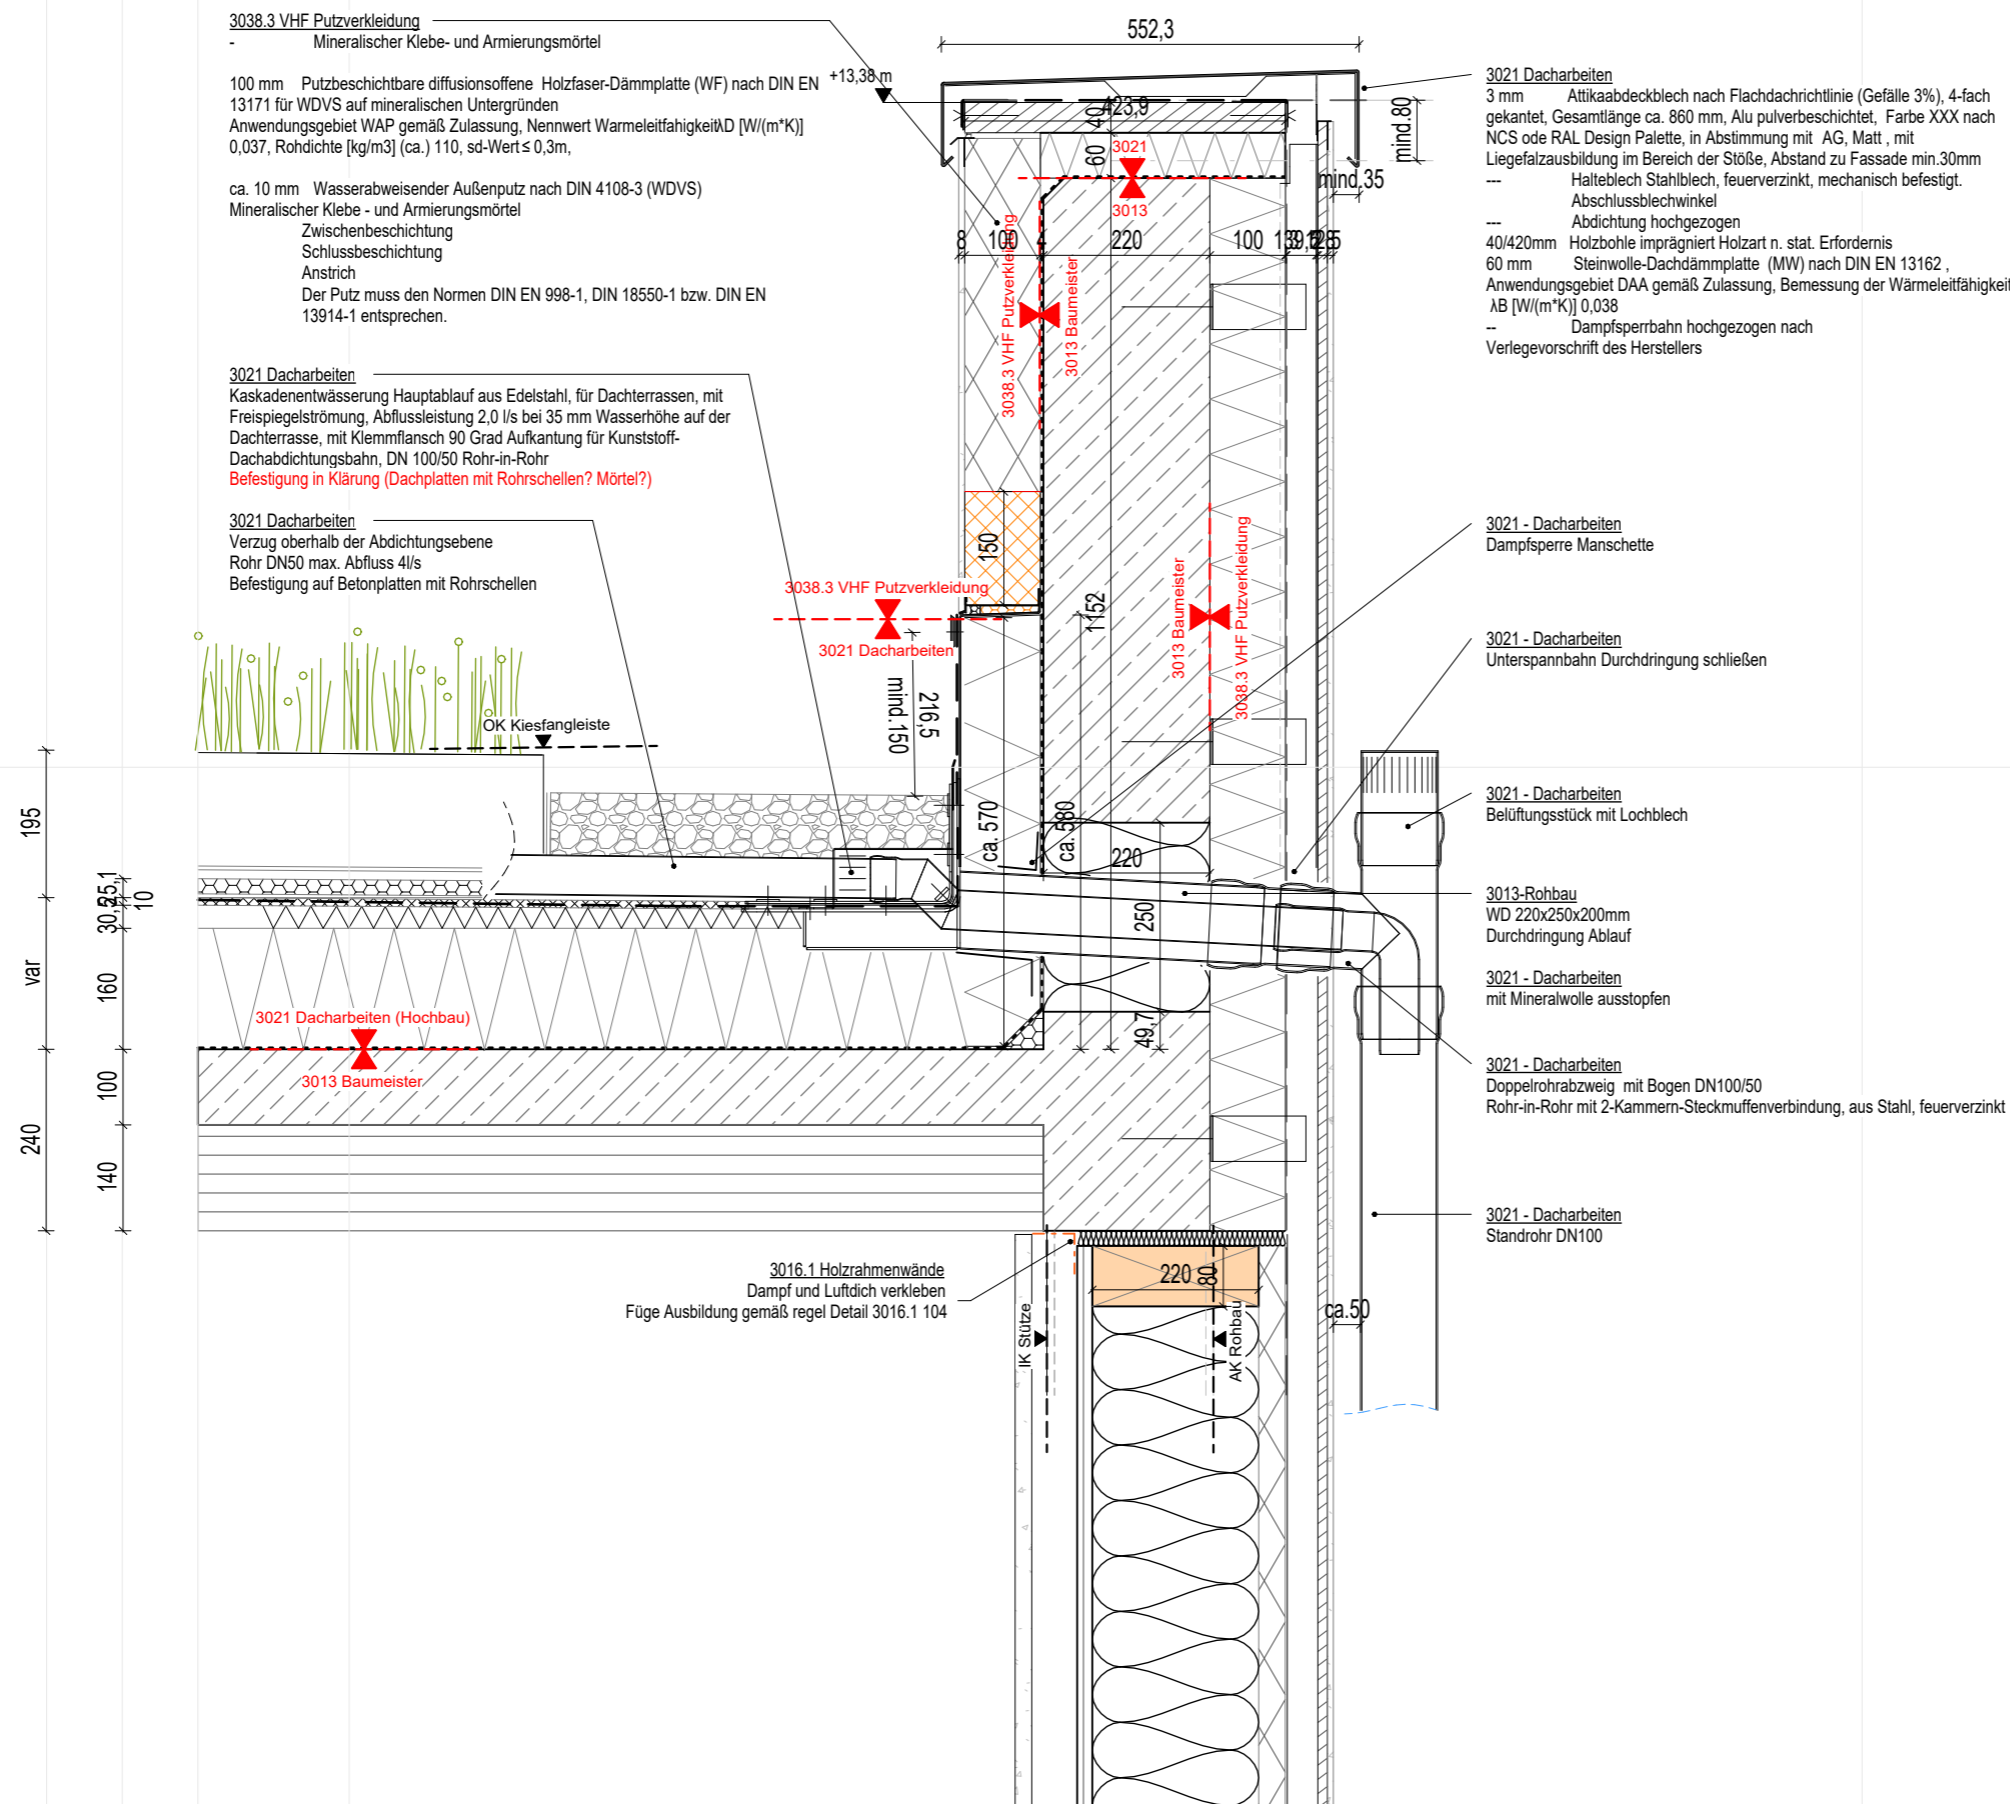 3038.3 VHF Putzverkleidung
- Mineralischer Klebe- und Armierungsmörtel
100 mm Putzbeschichtbare diffusionsoffene Holzfaser-Dämmplatte (WF) nach DIN EN
13171 für WDVS auf mineralischen Untergründen
Anwendungsgebiet WAP gemäß Zulassung, Nennwert WarmeleitfahigkeitλD [W/(m*K)]
0,037, Rohdichte [kg/m3] (ca.) 110, sd-Wert ≤ 0,3m,
ca. 10 mm Wasserabweisender Außenputz nach DIN 4108-3 (WDVS)
Mineralischer Klebe - und Armierungsmörtel
Zwischenbeschichtung
Schlussbeschichtung
Anstrich
Der Putz muss den Normen DIN EN 998-1, DIN 18550-1 bzw. DIN EN
13914-1 entsprechen.
3021 Dacharbeiten
Kaskadenentwässerung Hauptablauf aus Edelstahl, für Dachterrassen, mit
Freispiegelströmung, Abflussleistung 2,0 l/s bei 35 mm Wasserhöhe auf der
Dachterrasse, mit Klemmflansch 90 Grad Aufkantung für Kunststoff-
Dachabdichtungsbahn, DN 100/50 Rohr-in-Rohr
Befestigung in Klärung (Dachplatten mit Rohrschellen? Mörtel?)
3021 Dacharbeiten
Verzug oberhalb der Abdichtungsebene
Rohr DN50 max. Abfluss 4l/s
Befestigung auf Betonplatten mit Rohrschellen
552,3
+13,38 m
423,9
40
60
mind.80
mind.35
3021
3013
8
100
4
220
100
3038.3 VHF Putzverkleidung
3013 Baumeister
150
3038.3 VHF Putzverkleidung
3021 Dacharbeiten
1152
3013 Baumeister
3038.3 VHF Putzverkleidung
216,5
mind.150
OK Kiesfangleiste
ca. 570
ca. 580
220
250
49,7
195
var
240
10
160
100
140
3021 Dacharbeiten (Hochbau)
3013 Baumeister
3016.1 Holzrahmenwände
Dampf und Luftdich verkleben
Füge Ausbildung gemäß regel Detail 3016.1 104
220
80
IK Stütze
AK Rohbau
ca.50
3021 Dacharbeiten
3 mm Attikaabdeckblech nach Flachdachrichtlinie (Gefälle 3%), 4-fach
gekantet, Gesamtlänge ca. 860 mm, Alu pulverbeschichtet, Farbe XXX nach
NCS ode RAL Design Palette, in Abstimmung mit AG, Matt , mit
Liegefalzausbildung im Bereich der Stöße, Abstand zu Fassade min.30mm
--- Halteblech Stahlblech, feuerverzinkt, mechanisch befestigt.
Abschlussblechwinkel
--- Abdichtung hochgezogen
40/420mm Holzbohle imprägniert Holzart n. stat. Erfordernis
60 mm Steinwolle-Dachdämmplatte (MW) nach DIN EN 13162 ,
Anwendungsgebiet DAA gemäß Zulassung, Bemessung der Wärmeleitfähigkeit
λB [W/(m*K)] 0,038
-- Dampfsperrbahn hochgezogen nach
Verlegevorschrift des Herstellers
3021 - Dacharbeiten
Dampfsperre Manschette
3021 - Dacharbeiten
Unterspannbahn Durchdringung schließen
3021 - Dacharbeiten
Belüftungsstück mit Lochblech
3013-Rohbau
WD 220x250x200mm
Durchdringung Ablauf
3021 - Dacharbeiten
mit Mineralwolle ausstopfen
3021 - Dacharbeiten
Doppelrohrabzweig mit Bogen DN100/50
Rohr-in-Rohr mit 2-Kammern-Steckmuffenverbindung, aus Stahl, feuerverzinkt
3021 - Dacharbeiten
Standrohr DN100